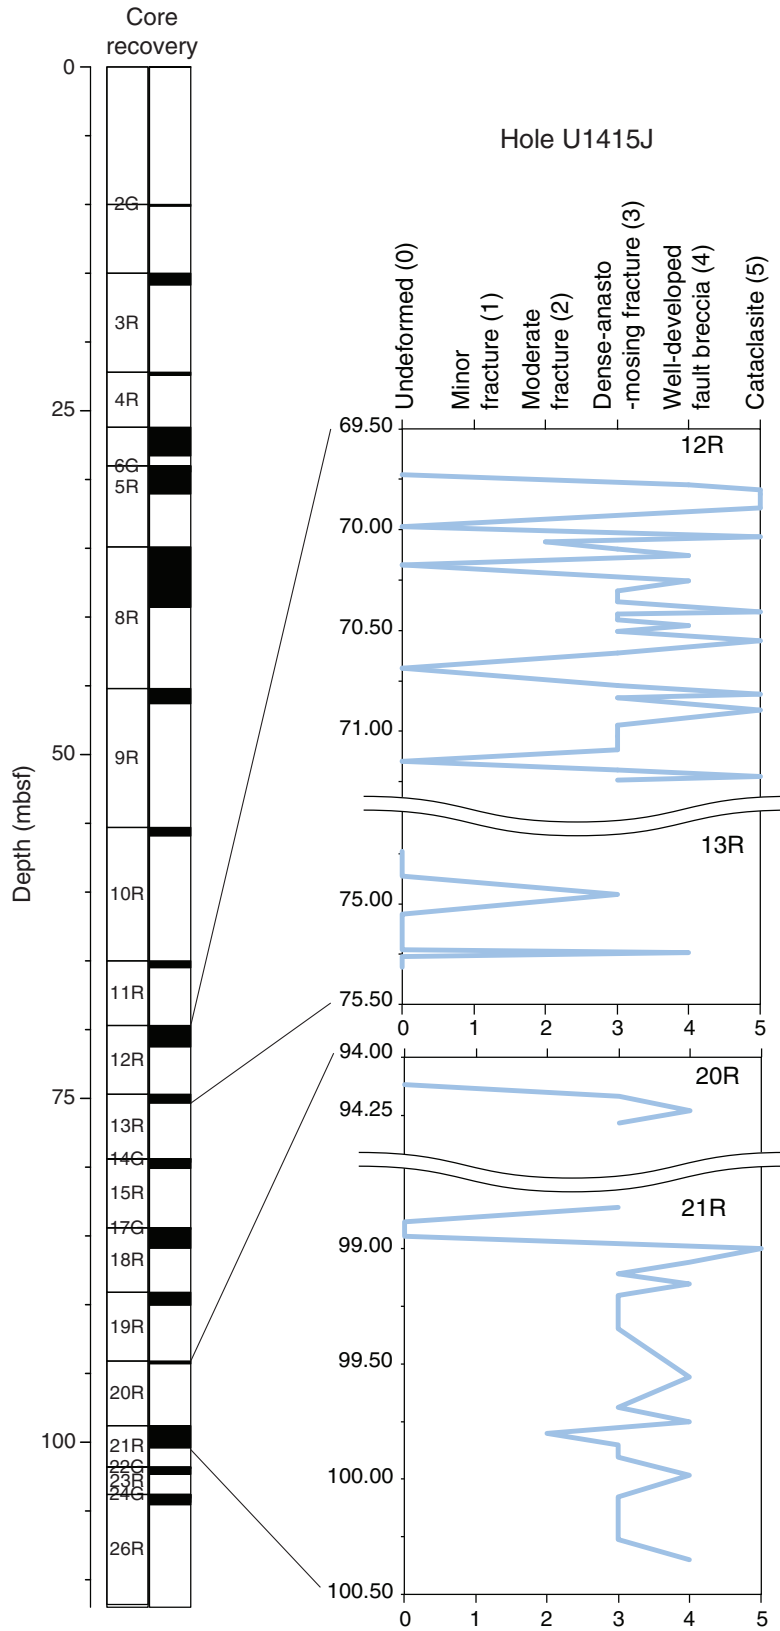 Core
recovery
Hole U1415J
Undeformed (0)
Minor
fracture (1)
Moderate
fracture (2)
Dense-anasto
-mosing fracture (3)
Well-developed
fault breccia (4)
Cataclasite (5)
Depth (mbsf)
0
25
50
75
100
2G
3R
4R
6G
5R
8R
9R
10R
11R
12R
13R
14G
15R
17G
18R
19R
20R
21R
22G
23R
24G
26R
69.50
12R
70.00
70.50
71.00
13R
75.00
75.50
0 1 2 3 4 5
94.00
20R
94.25
21R
99.00
99.50
100.00
100.50
0 1 2 3 4 5